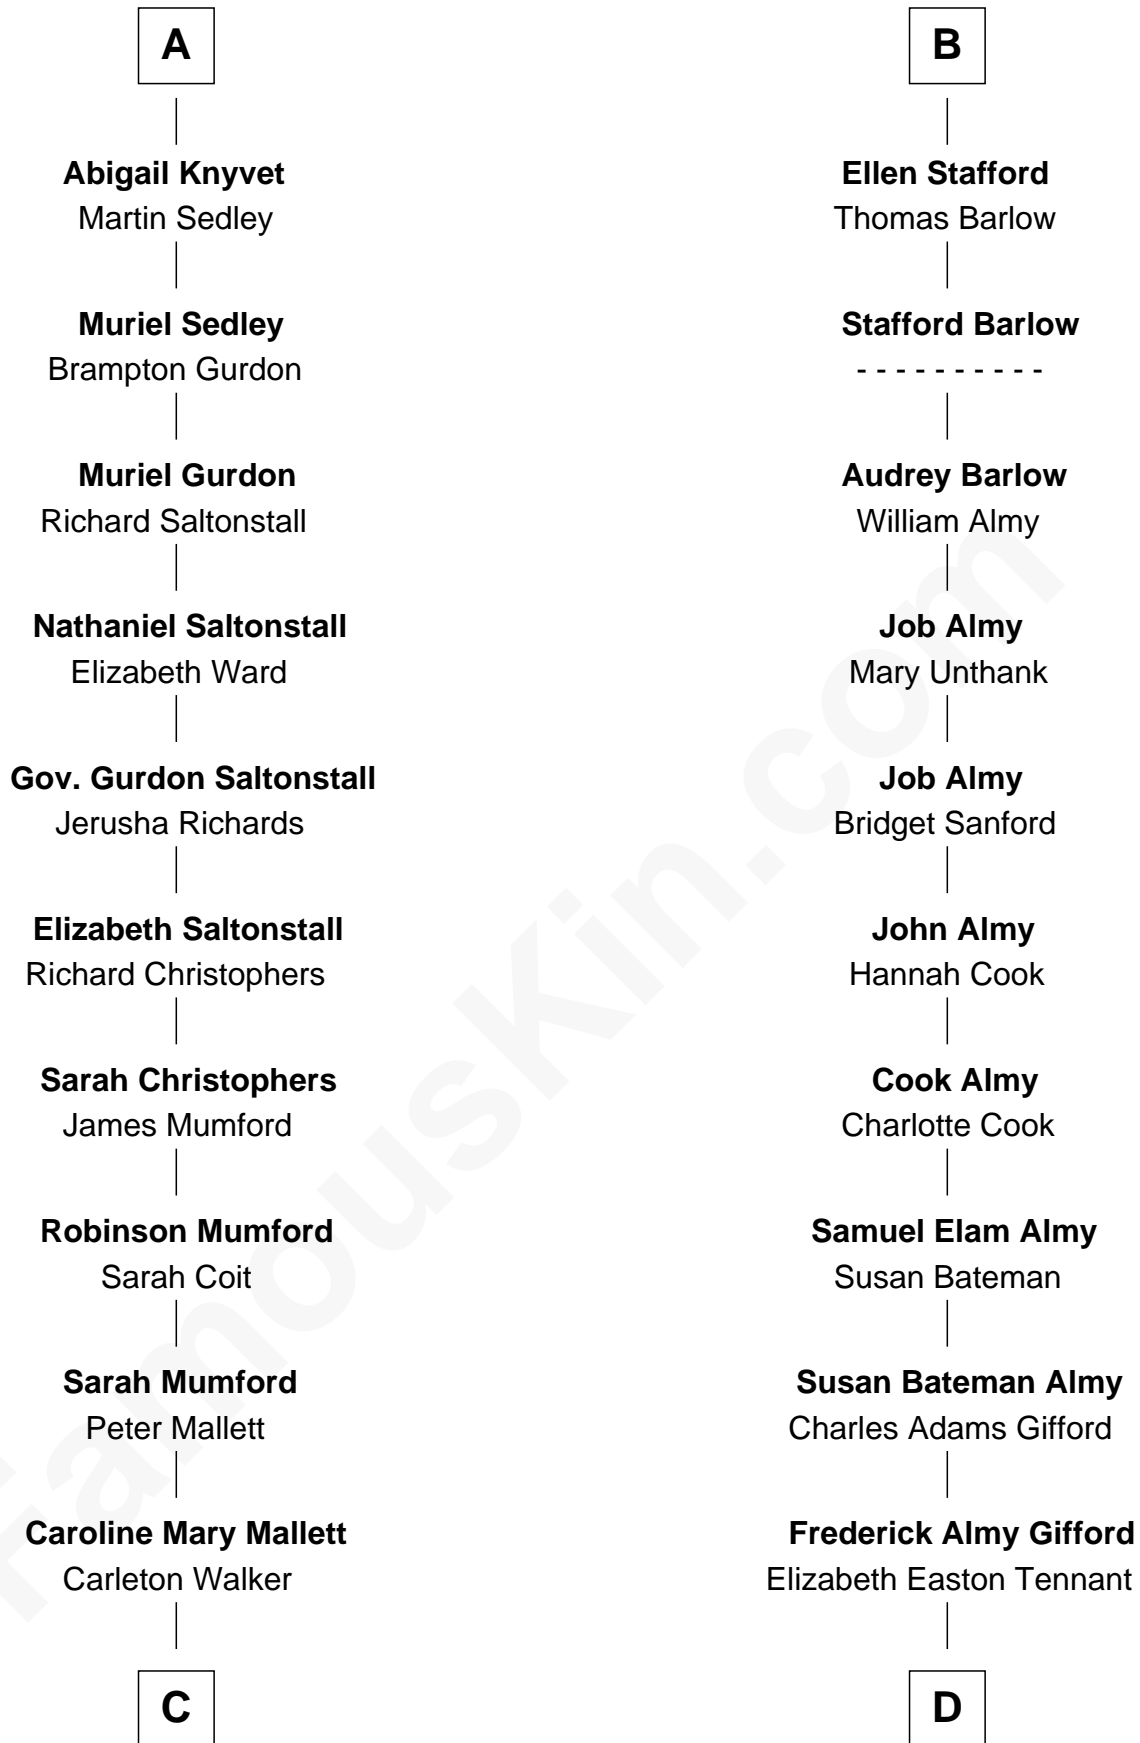 A
Abigail Knyvet
Martin Sedley
Muriel Sedley
Brampton Gurdon
Muriel Gurdon
Richard Saltonstall
Nathaniel Saltonstall
Elizabeth Ward
Gov. Gurdon Saltonstall
Jerusha Richards
Elizabeth Saltonstall
Richard Christophers
Sarah Christophers
James Mumford
Robinson Mumford
Sarah Coit
Sarah Mumford
Peter Mallett
Caroline Mary Mallett
Carleton Walker
C
B
Ellen Stafford
Thomas Barlow
Stafford Barlow
- - - - - - - - - -
Audrey Barlow
William Almy
Job Almy
Mary Unthank
Job Almy
Bridget Sanford
John Almy
Hannah Cook
Cook Almy
Charlotte Cook
Samuel Elam Almy
Susan Bateman
Susan Bateman Almy
Charles Adams Gifford
Frederick Almy Gifford
Elizabeth Easton Tennant
D
FamousKin.com